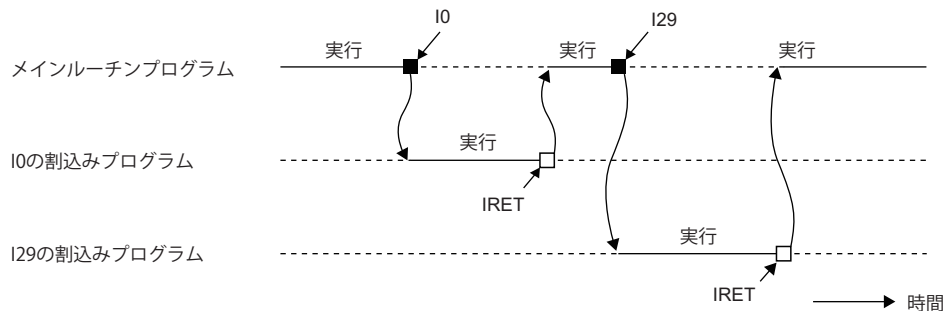 I0
I29
実行
実行
実行
メインルーチンプログラム
実行
I0の割込みプログラム
IRET
実行
I29の割込みプログラム
IRET
時間